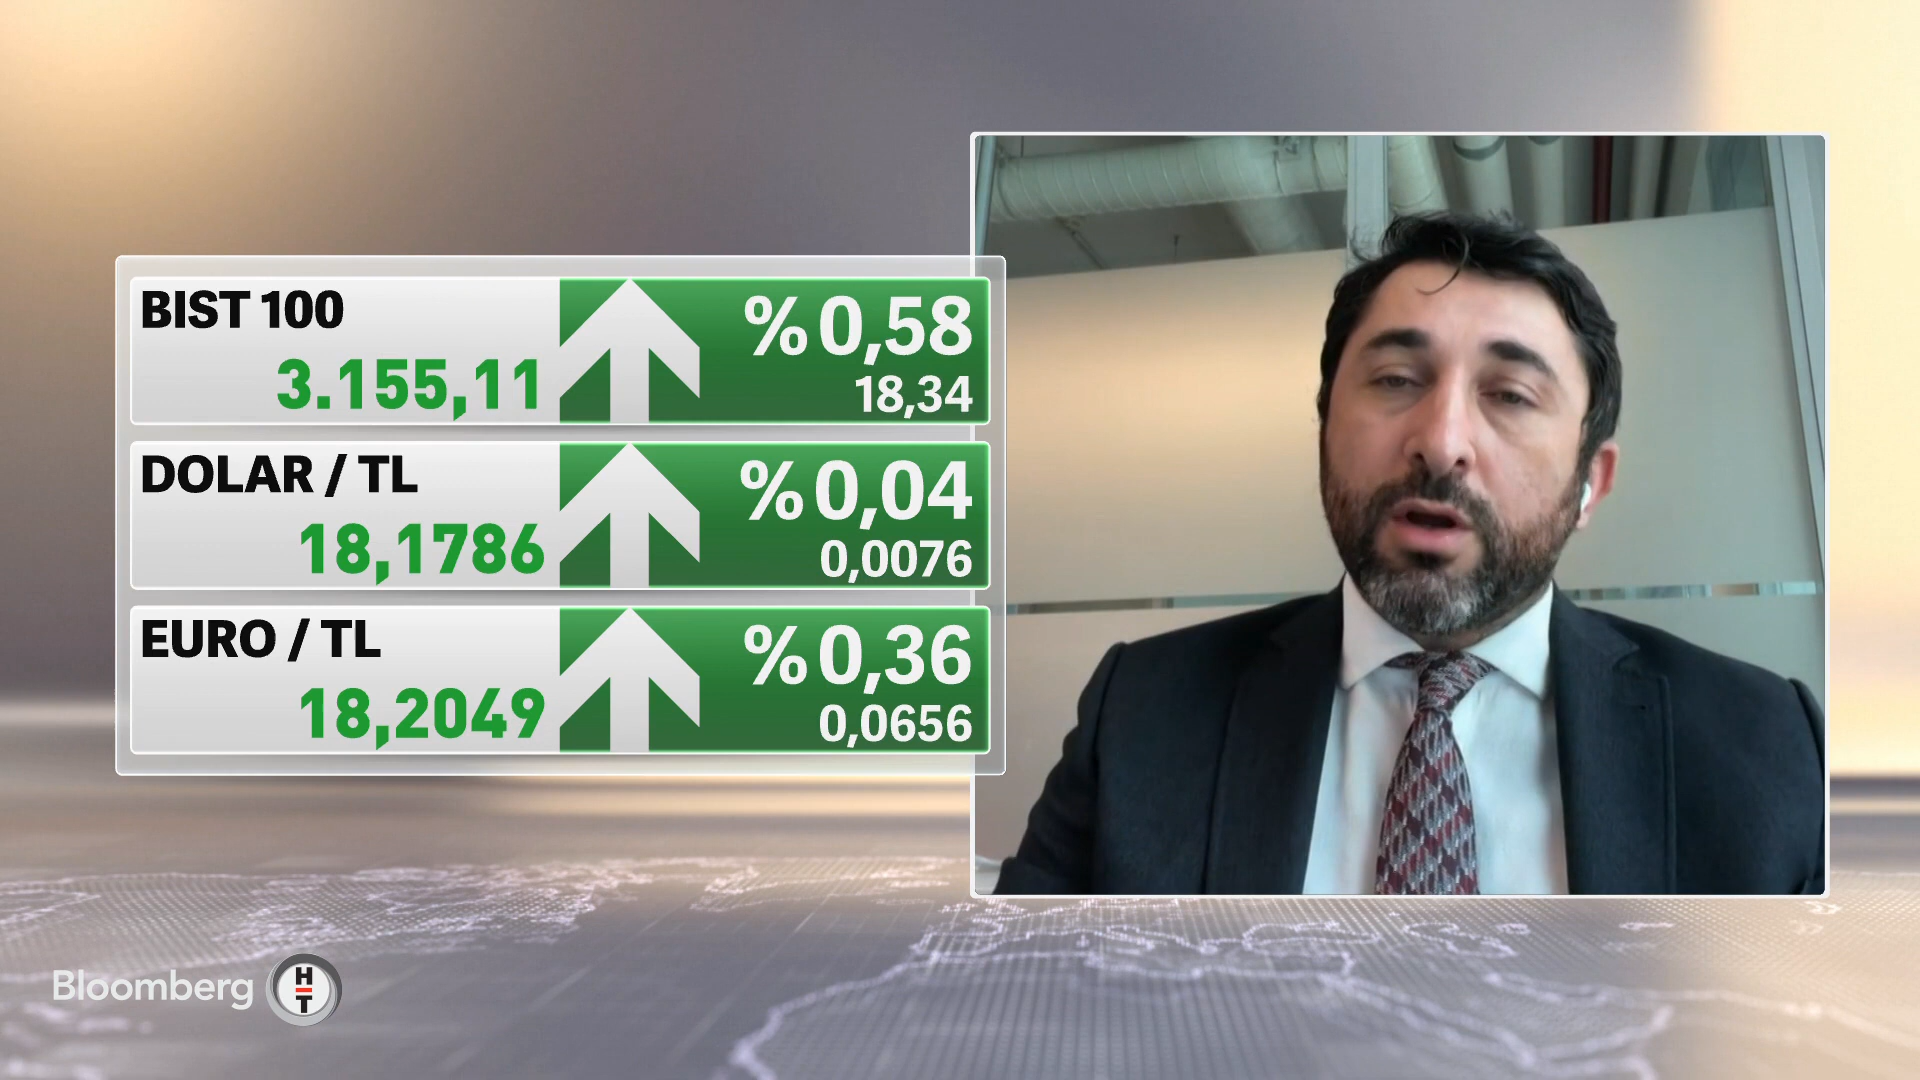 BIST 100
3.155,11
%0,58
18,34
DOLAR / TL
18,1786
%0,04
0,0076
EURO / TL
18,2049
%0,36
0,0656
Bloomberg HT